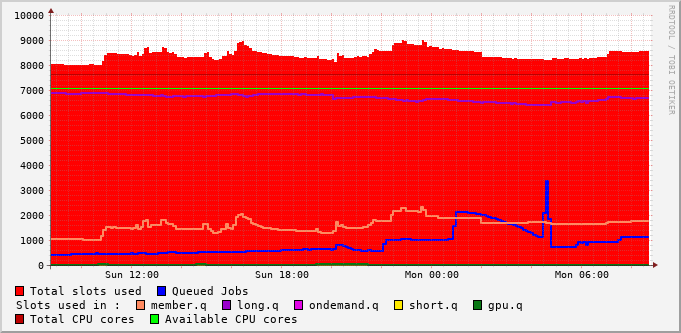 10000
9000
8000
7000
6000
5000
4000
3000
2000
1000
0
Sun 12:00 Sun 18:00 Mon 00:00 Mon 06:00
Total slots used Queued Jobs
Slots used in : member.q long.q ondemand.q short.q gpu.q
Total CPU cores Available CPU cores
RRDTOOL / TOBI OETIKER